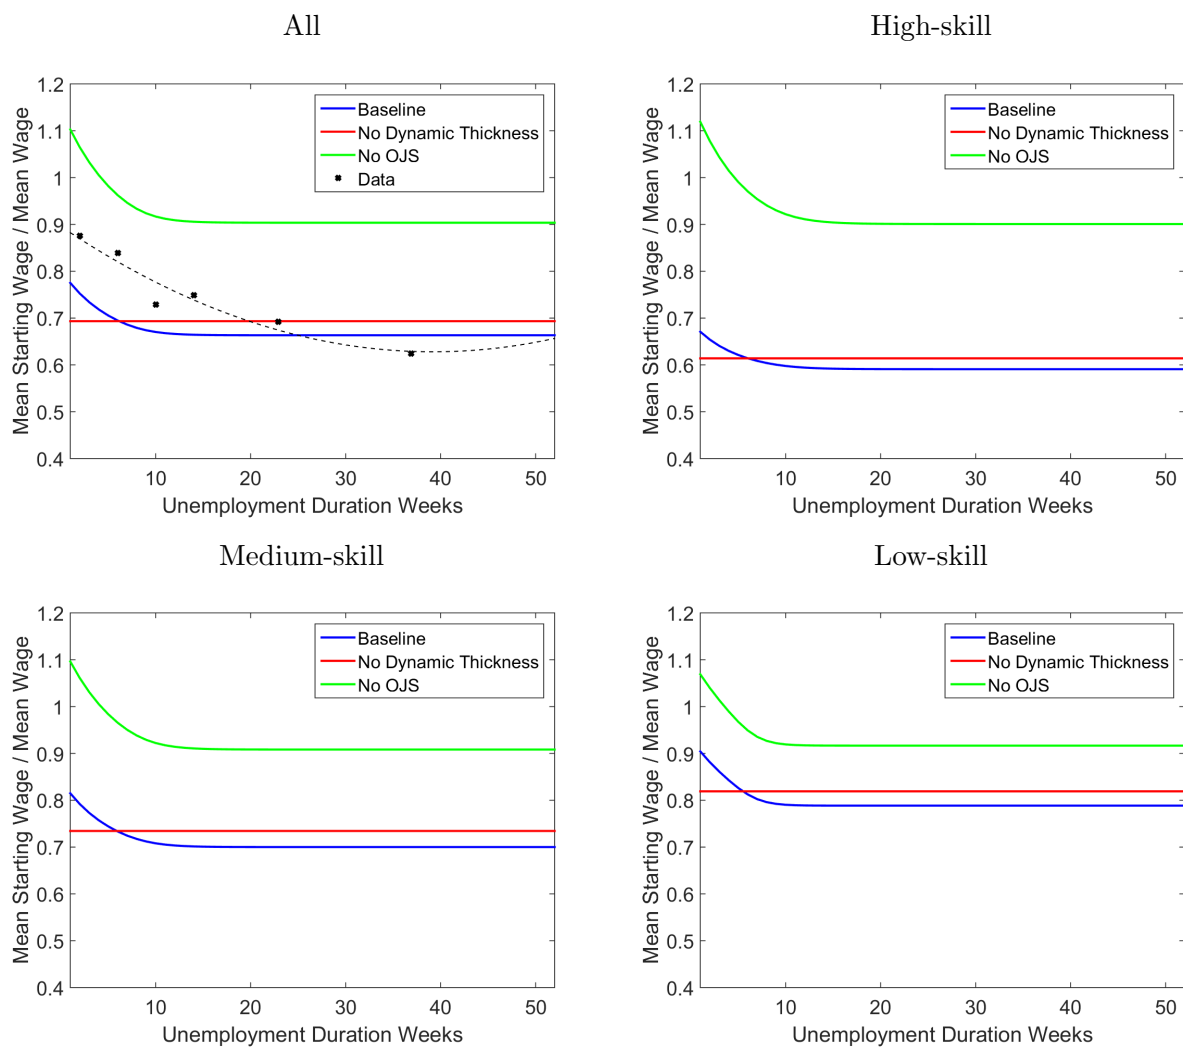 All
Mean Starting Wage / Mean Wage
1.2
1.1
1
0.9
0.8
0.7
0.6
0.5
0.4
Baseline
No Dynamic Thickness
No OJS
Data
10 20 30 40 50
Unemployment Duration Weeks
High-skill
Mean Starting Wage / Mean Wage
1.2
1.1
1
0.9
0.8
0.7
0.6
0.5
0.4
Baseline
No Dynamic Thickness
No OJS
10 20 30 40 50
Unemployment Duration Weeks
Medium-skill
Mean Starting Wage / Mean Wage
1.2
1.1
1
0.9
0.8
0.7
0.6
0.5
0.4
Baseline
No Dynamic Thickness
No OJS
10 20 30 40 50
Unemployment Duration Weeks
Low-skill
Mean Starting Wage / Mean Wage
1.2
1.1
1
0.9
0.8
0.7
0.6
0.5
0.4
Baseline
No Dynamic Thickness
No OJS
10 20 30 40 50
Unemployment Duration Weeks